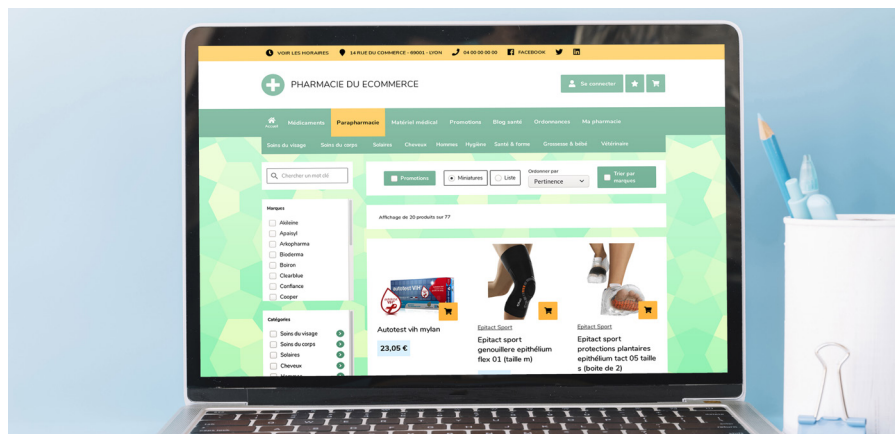 VOIR LES HORAIRES 14 RUE DU COMMERCE - 69001 - LYON 04 00 00 00 00 FACEBOOK
PHARMACIE DU ECOMMERCE
Se connecter
Accueil Médicaments Parapharmacie Matériel médical Promotions Blog santé Ordonnances Ma pharmacie
Soins du visage Soins du corps Solaires Cheveux Hommes Hygiène Santé & forme Grossesse & bébé Vétérinaire
Chercher un mot clé
Promotions
Miniatures
Liste
Ordonner par
Pertinence
Trier par
marques
Affichage de 20 produits sur 77
Marques
Akileïne
Apaisyl
Arkopharma
Bioderma
Boiron
Clearblue
Confiance
Cooper
Catégories
Soins du visage
Soins du corps
Solaires
Cheveux
Hommes
autotest VIH
Autotest vih mylan
23,05 €
Epitact Sport
Epitact sport
genouillere epithélium
flex 01 (taille m)
Epitact Sport
Epitact sport
protections plantaires
epithélium tact 05 taille
s (boite de 2)